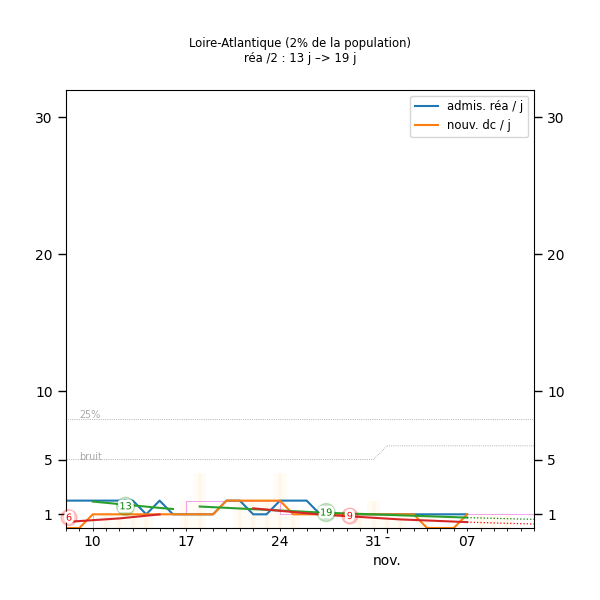 Loire-Atlantique (2% de la population)
réa /2 : 13 j –> 19 j
admis. réa / j
nouv. dc / j
30 30
20 20
10 10
25%
5 5
bruit
1 1
13
19
6
9
10 17 24 31 07
nov.